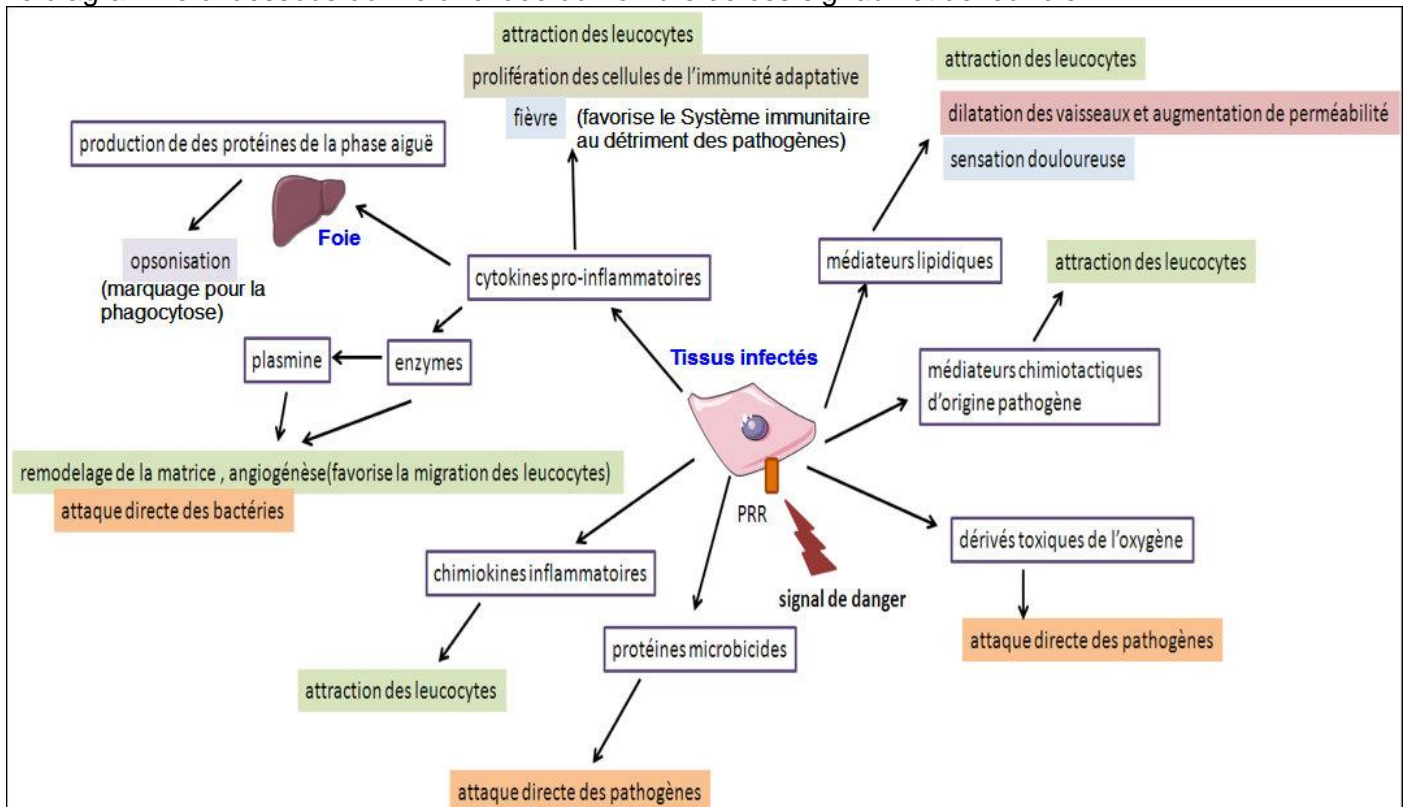 attraction des leucocytes
prolifération des cellules de l'immunité adaptative
fièvre (favorise le Système immunitaire
au détriment des pathogènes)
attraction des leucocytes
dilatation des vaisseaux et augmentation de perméabilité
sensation douloureuse
production de des protéines de la phase aiguë
Foie
opsonisation
(marquage pour la
phagocytose)
cytokines pro-inflammatoires
médiateurs lipidiques
attraction des leucocytes
plasmine
enzymes
Tissus infectés
médiateurs chimiotactiques
d'origine pathogène
remodelage de la matrice , angiogénèse(favorise la migration des leucocytes)
attaque directe des bactéries
PRR
signal de danger
dérivés toxiques de l'oxygène
attaque directe des pathogènes
chimiokines inflammatoires
attraction des leucocytes
protéines microbicides
attaque directe des pathogènes